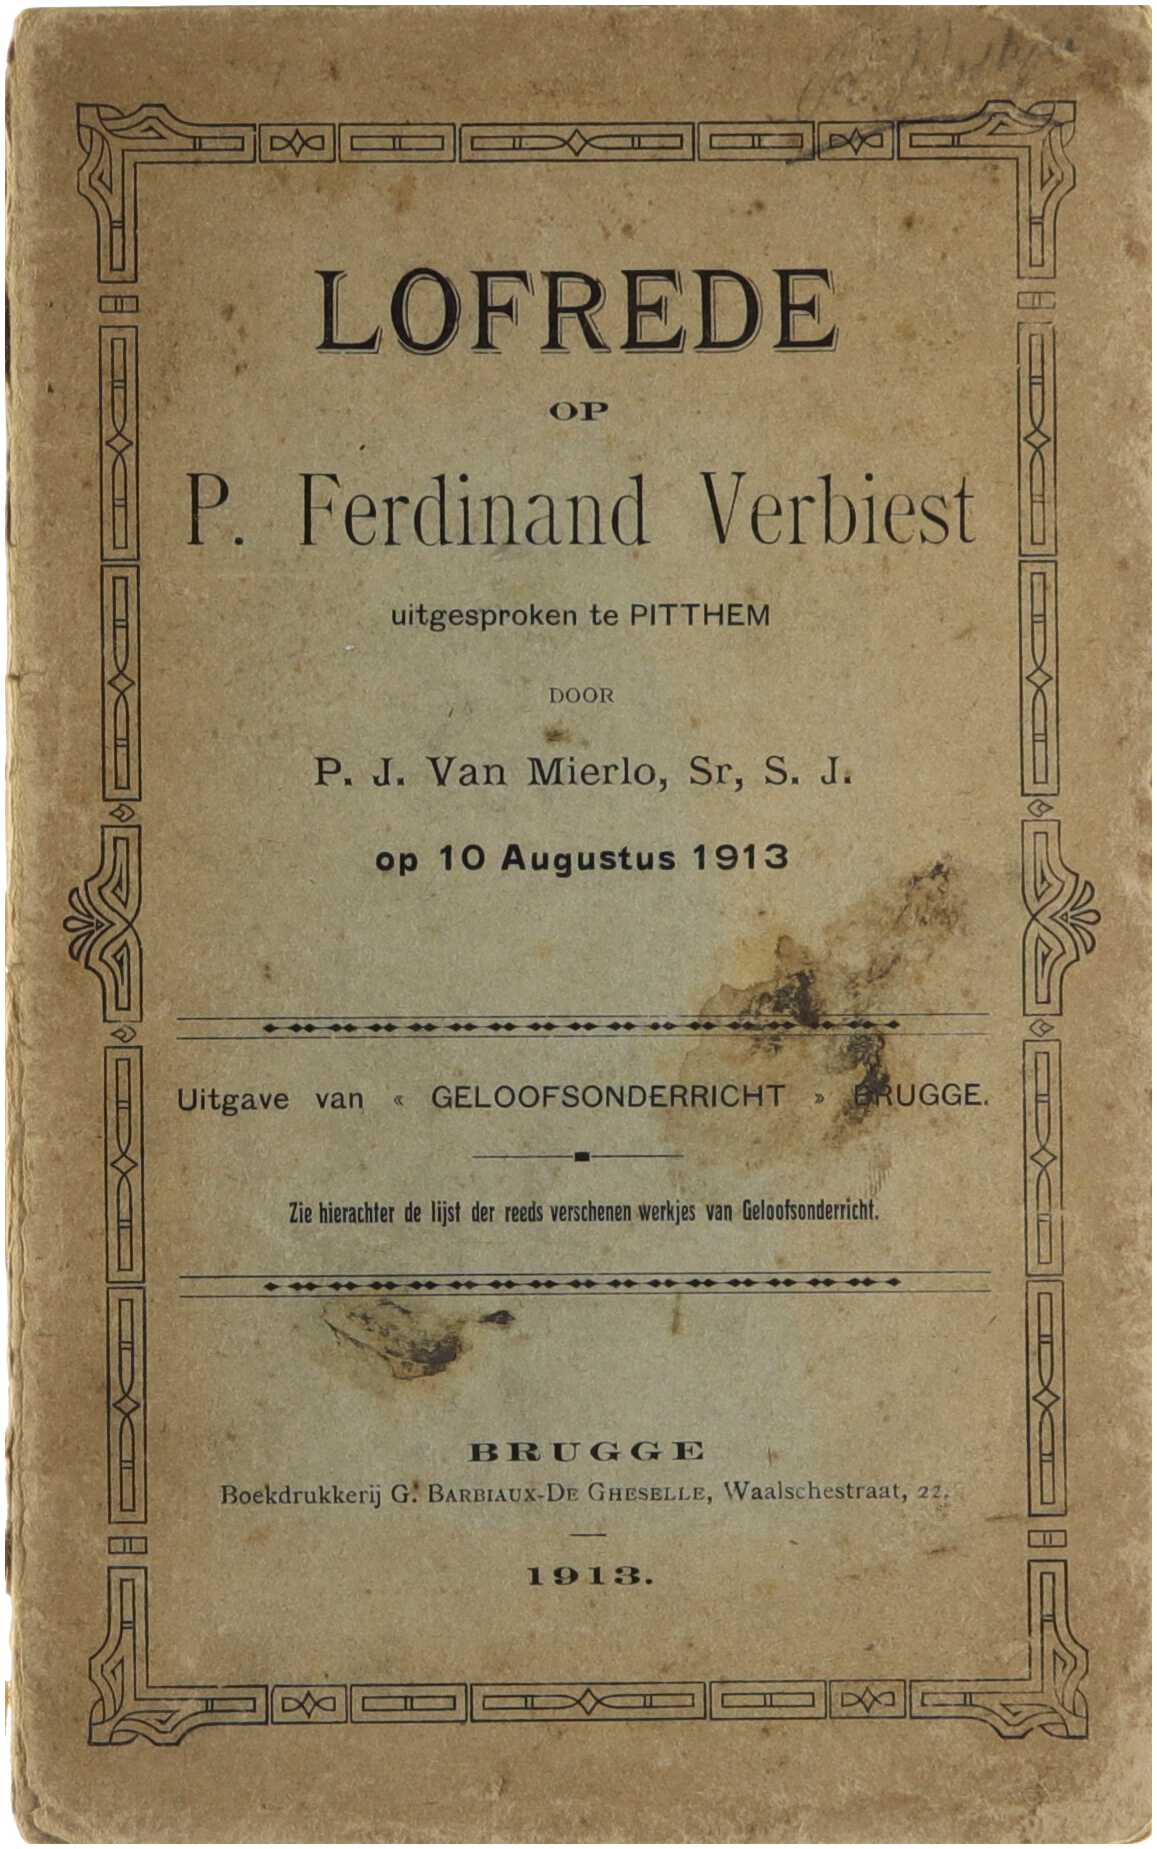 LOFREDE
OP
P. Ferdinand Verbiest
uitgesproken te PITTHEM
DOOR
P. J. Van Mierlo, Sr, S. J.
op 10 Augustus 1913
Uitgave van « GELOOFSONDERRICHT » BRUGGE.
Zie hierachter de lijst der reeds verschenen werkjes van Geloofsonderricht.
BRUGGE
Boekdrukkerij G. BARBIAUX-DE GHESELLE, Waalschestraat, 22.
1913.